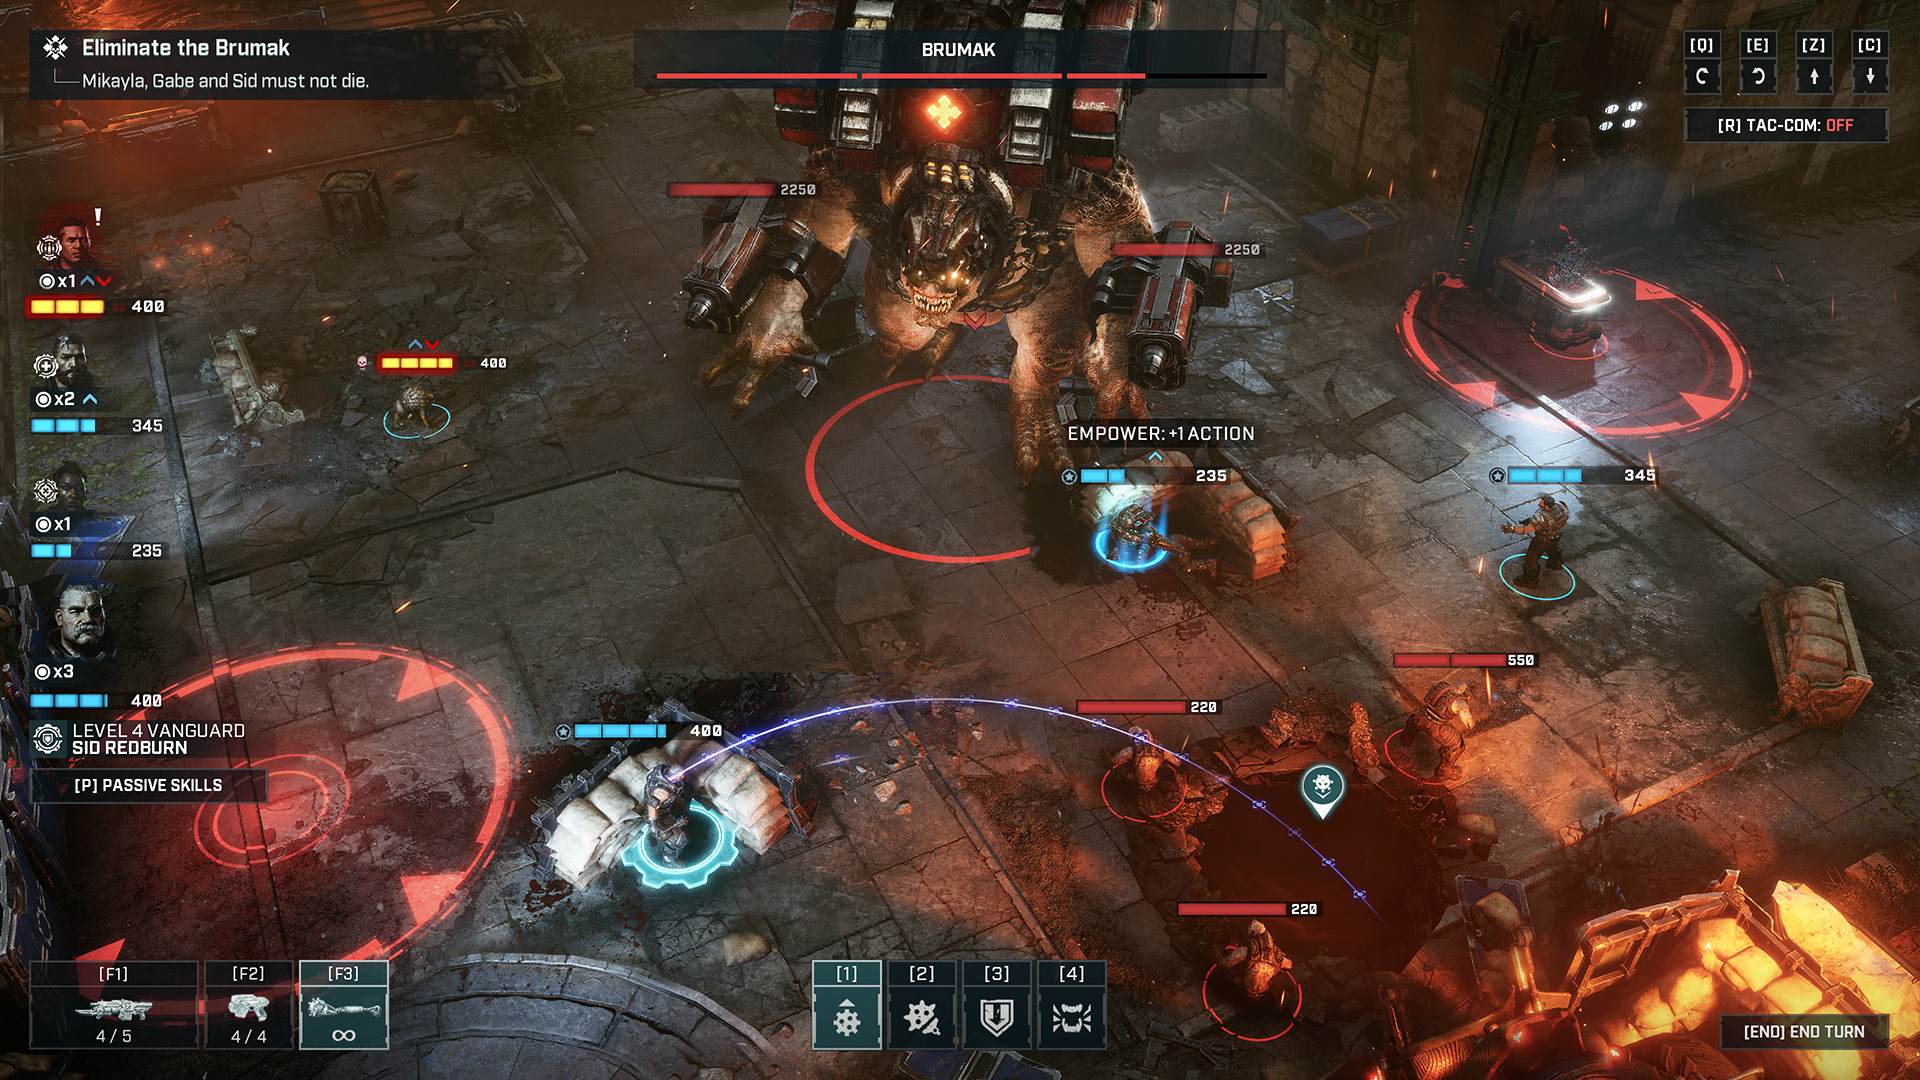 Eliminate the Brumak
Mikayla, Gabe and Sid must not die.
BRUMAK
[Q] [E] [Z] [C]
[R] TAC-COM: OFF
2250
2250
!
x1
400
x2
345
x1
235
x3
400
400
EMPOWER: +1 ACTION
235
345
550
220
400
220
LEVEL 4 VANGUARD
SID REDBURN
[P] PASSIVE SKILLS
[F1] [F2] [F3]
4/5 4/4 ∞
[1] [2] [3] [4]
[END] END TURN